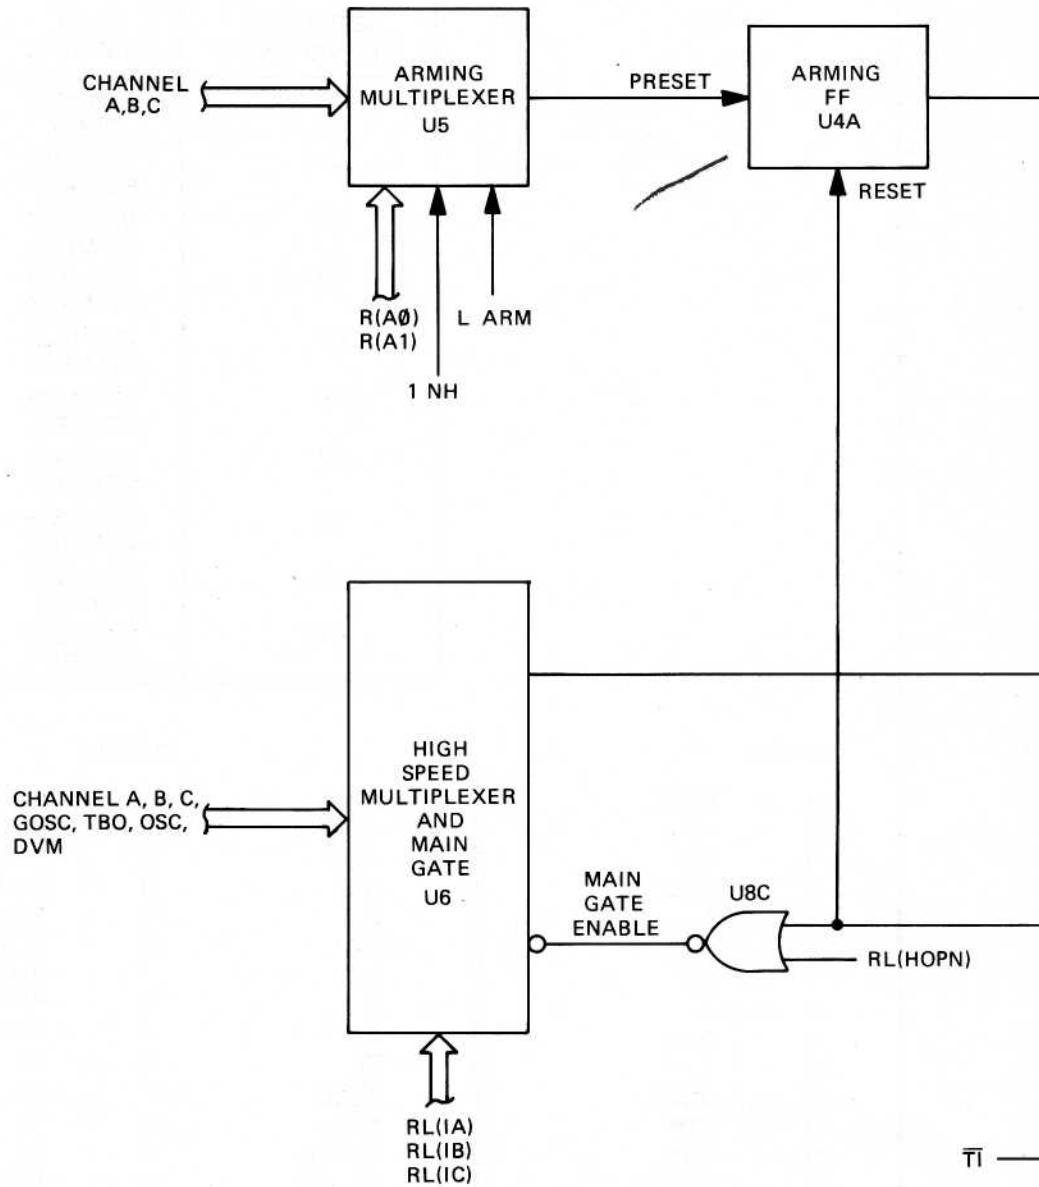 CHANNEL
A,B,C
ARMING
MULTIPLEXER
U5
PRESET
ARMING
FF
U4A
RESET
R(AØ)
R(A1)
L ARM
1 NH
HIGH
SPEED
MULTIPLEXER
AND
MAIN
GATE
U6
CHANNEL A, B, C,
GOSC, TBO, OSC,
DVM
MAIN
GATE
ENABLE
U8C
RL(HOPN)
RL(IA)
RL(IB)
RL(IC)
T̅I̅